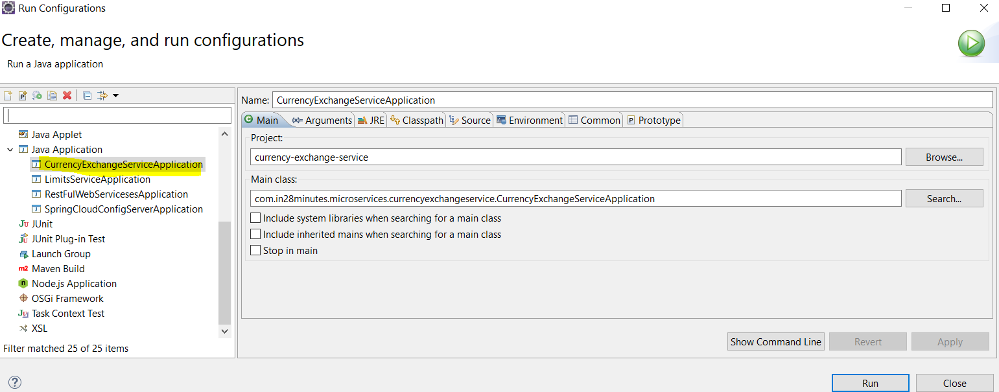 Run Configurations
Create, manage, and run configurations
Run a Java application
Java Applet
Java Application
CurrencyExchangeServiceApplication
LimitsServiceApplication
RestFulWebServicesesApplication
SpringCloudConfigServerApplication
JUnit
JUnit Plug-in Test
Launch Group
Maven Build
Node.js Application
OSGi Framework
Task Context Test
XSL
Filter matched 25 of 25 items
Name: CurrencyExchangeServiceApplication
Main Arguments JRE Classpath Source Environment Common Prototype
Project:
currency-exchange-service Browse...
Main class:
com.in28minutes.microservices.currencyexchangeservice.CurrencyExchangeServiceApplication Search...
Include system libraries when searching for a main class
Include inherited mains when searching for a main class
Stop in main
Show Command Line Revert Apply
Run Close